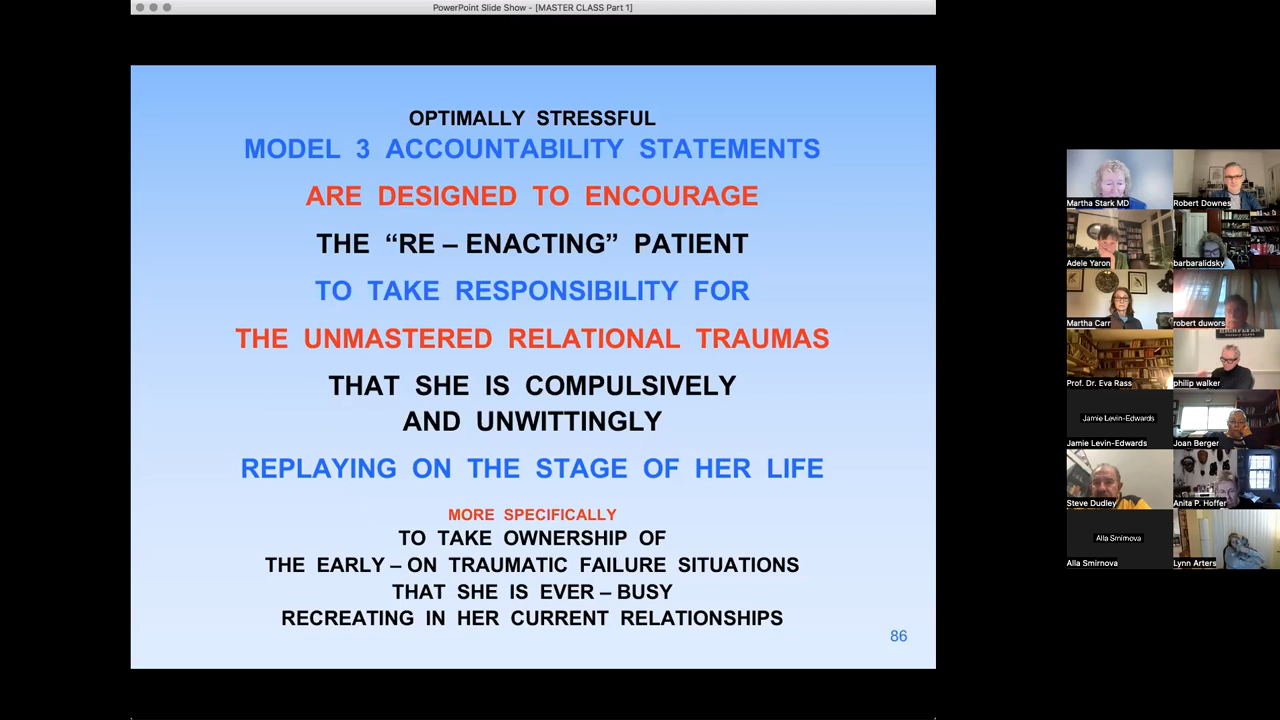 PowerPoint Slide Show - [MASTER CLASS Part 1]
OPTIMALLY STRESSFUL
MODEL 3 ACCOUNTABILITY STATEMENTS
ARE DESIGNED TO ENCOURAGE
THE “RE – ENACTING” PATIENT
TO TAKE RESPONSIBILITY FOR
THE UNMASTERED RELATIONAL TRAUMAS
THAT SHE IS COMPULSIVELY
AND UNWITTINGLY
REPLAYING ON THE STAGE OF HER LIFE
MORE SPECIFICALLY
TO TAKE OWNERSHIP OF
THE EARLY – ON TRAUMATIC FAILURE SITUATIONS
THAT SHE IS EVER – BUSY
RECREATING IN HER CURRENT RELATIONSHIPS
86
Martha Stark MD
Robert Downes
Adele Yaron
barbaralidsky
Martha Carr
robert duwors
Prof. Dr. Eva Rass
philip walker
Jamie Levin-Edwards
Jamie Levin-Edwards
Joan Berger
Steve Dudley
Anita P. Hoffer
Alla Smirnova
Alla Smirnova
Lynn Arters